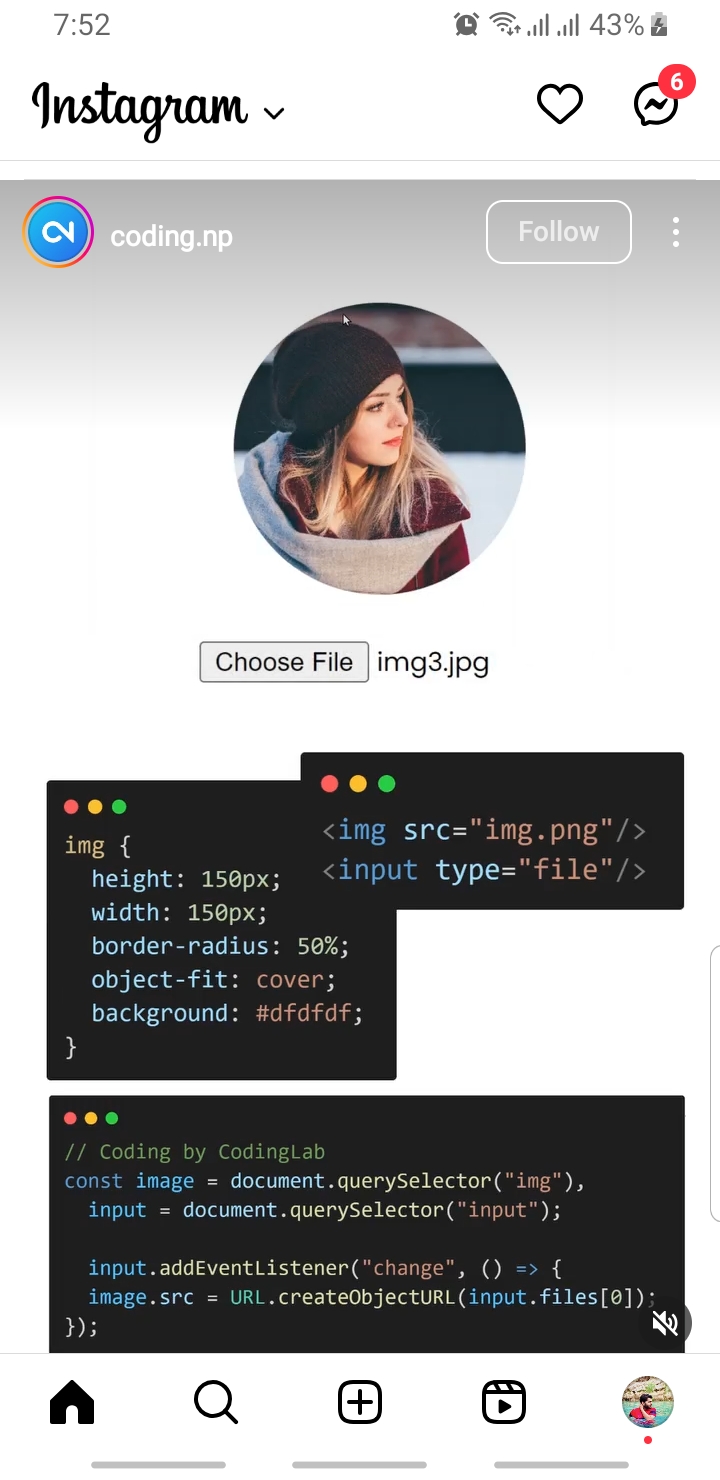 7:52
43%
Instagram
6
coding.np
Follow
Choose File img3.jpg
<img src="img.png"/>
<input type="file"/>
img {
height: 150px;
width: 150px;
border-radius: 50%;
object-fit: cover;
background: #dfdfdf;
}
// Coding by CodingLab
const image = document.querySelector("img"),
input = document.querySelector("input");
input.addEventListener("change", () => {
image.src = URL.createObjectURL(input.files[0]);
});